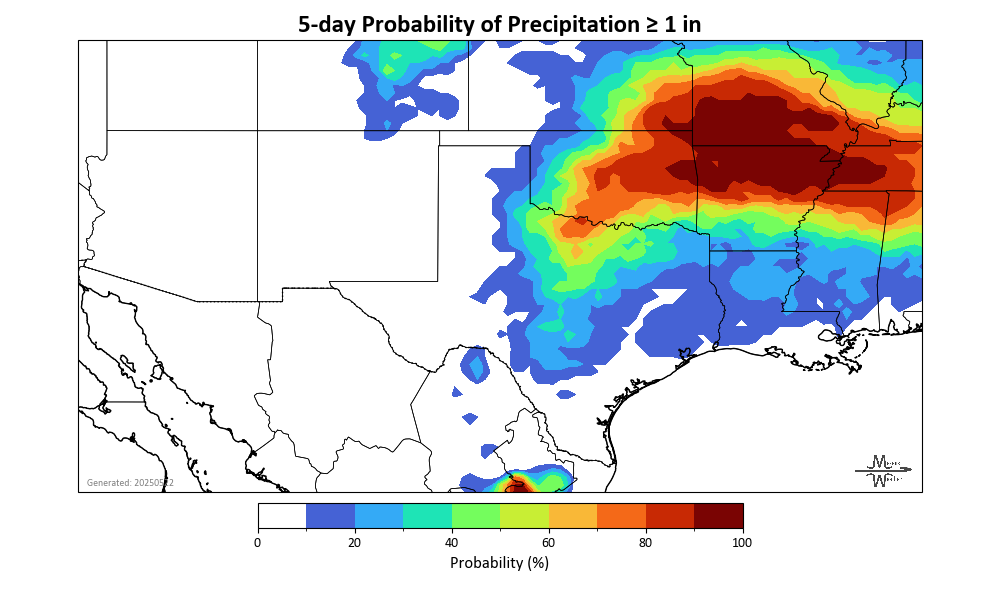 5-day Probability of Precipitation ≥ 1 in
Generated: 20250522
0 20 40 60 80 100
Probability (%)